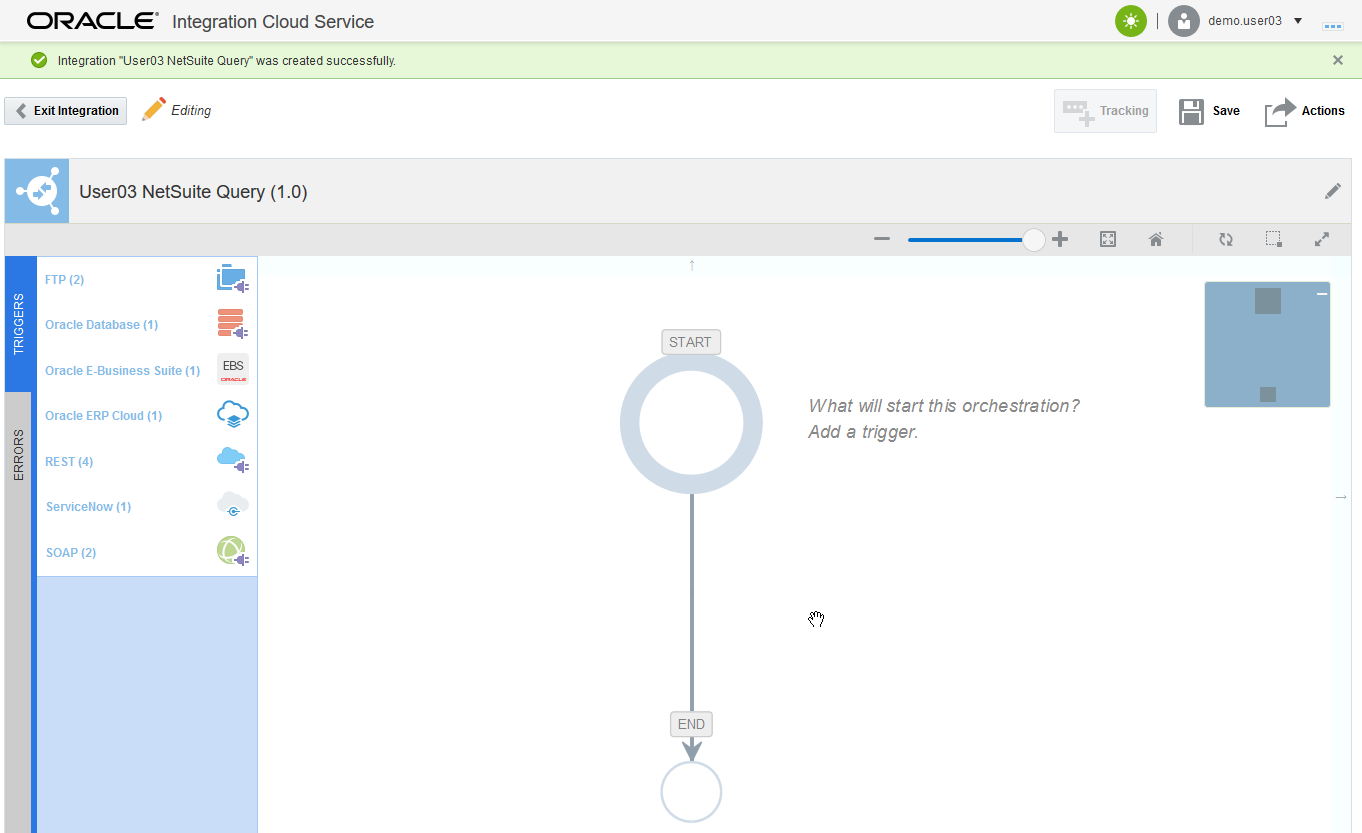 ORACLE® Integration Cloud Service
demo.user03
Integration "User03 NetSuite Query" was created successfully.
Exit Integration
Editing
Tracking
Save
Actions
User03 NetSuite Query (1.0)
TRIGGERS
ERRORS
FTP (2)
Oracle Database (1)
Oracle E-Business Suite (1)
EBS
ORACLE
Oracle ERP Cloud (1)
REST (4)
ServiceNow (1)
SOAP (2)
START
What will start this orchestration?
Add a trigger.
END